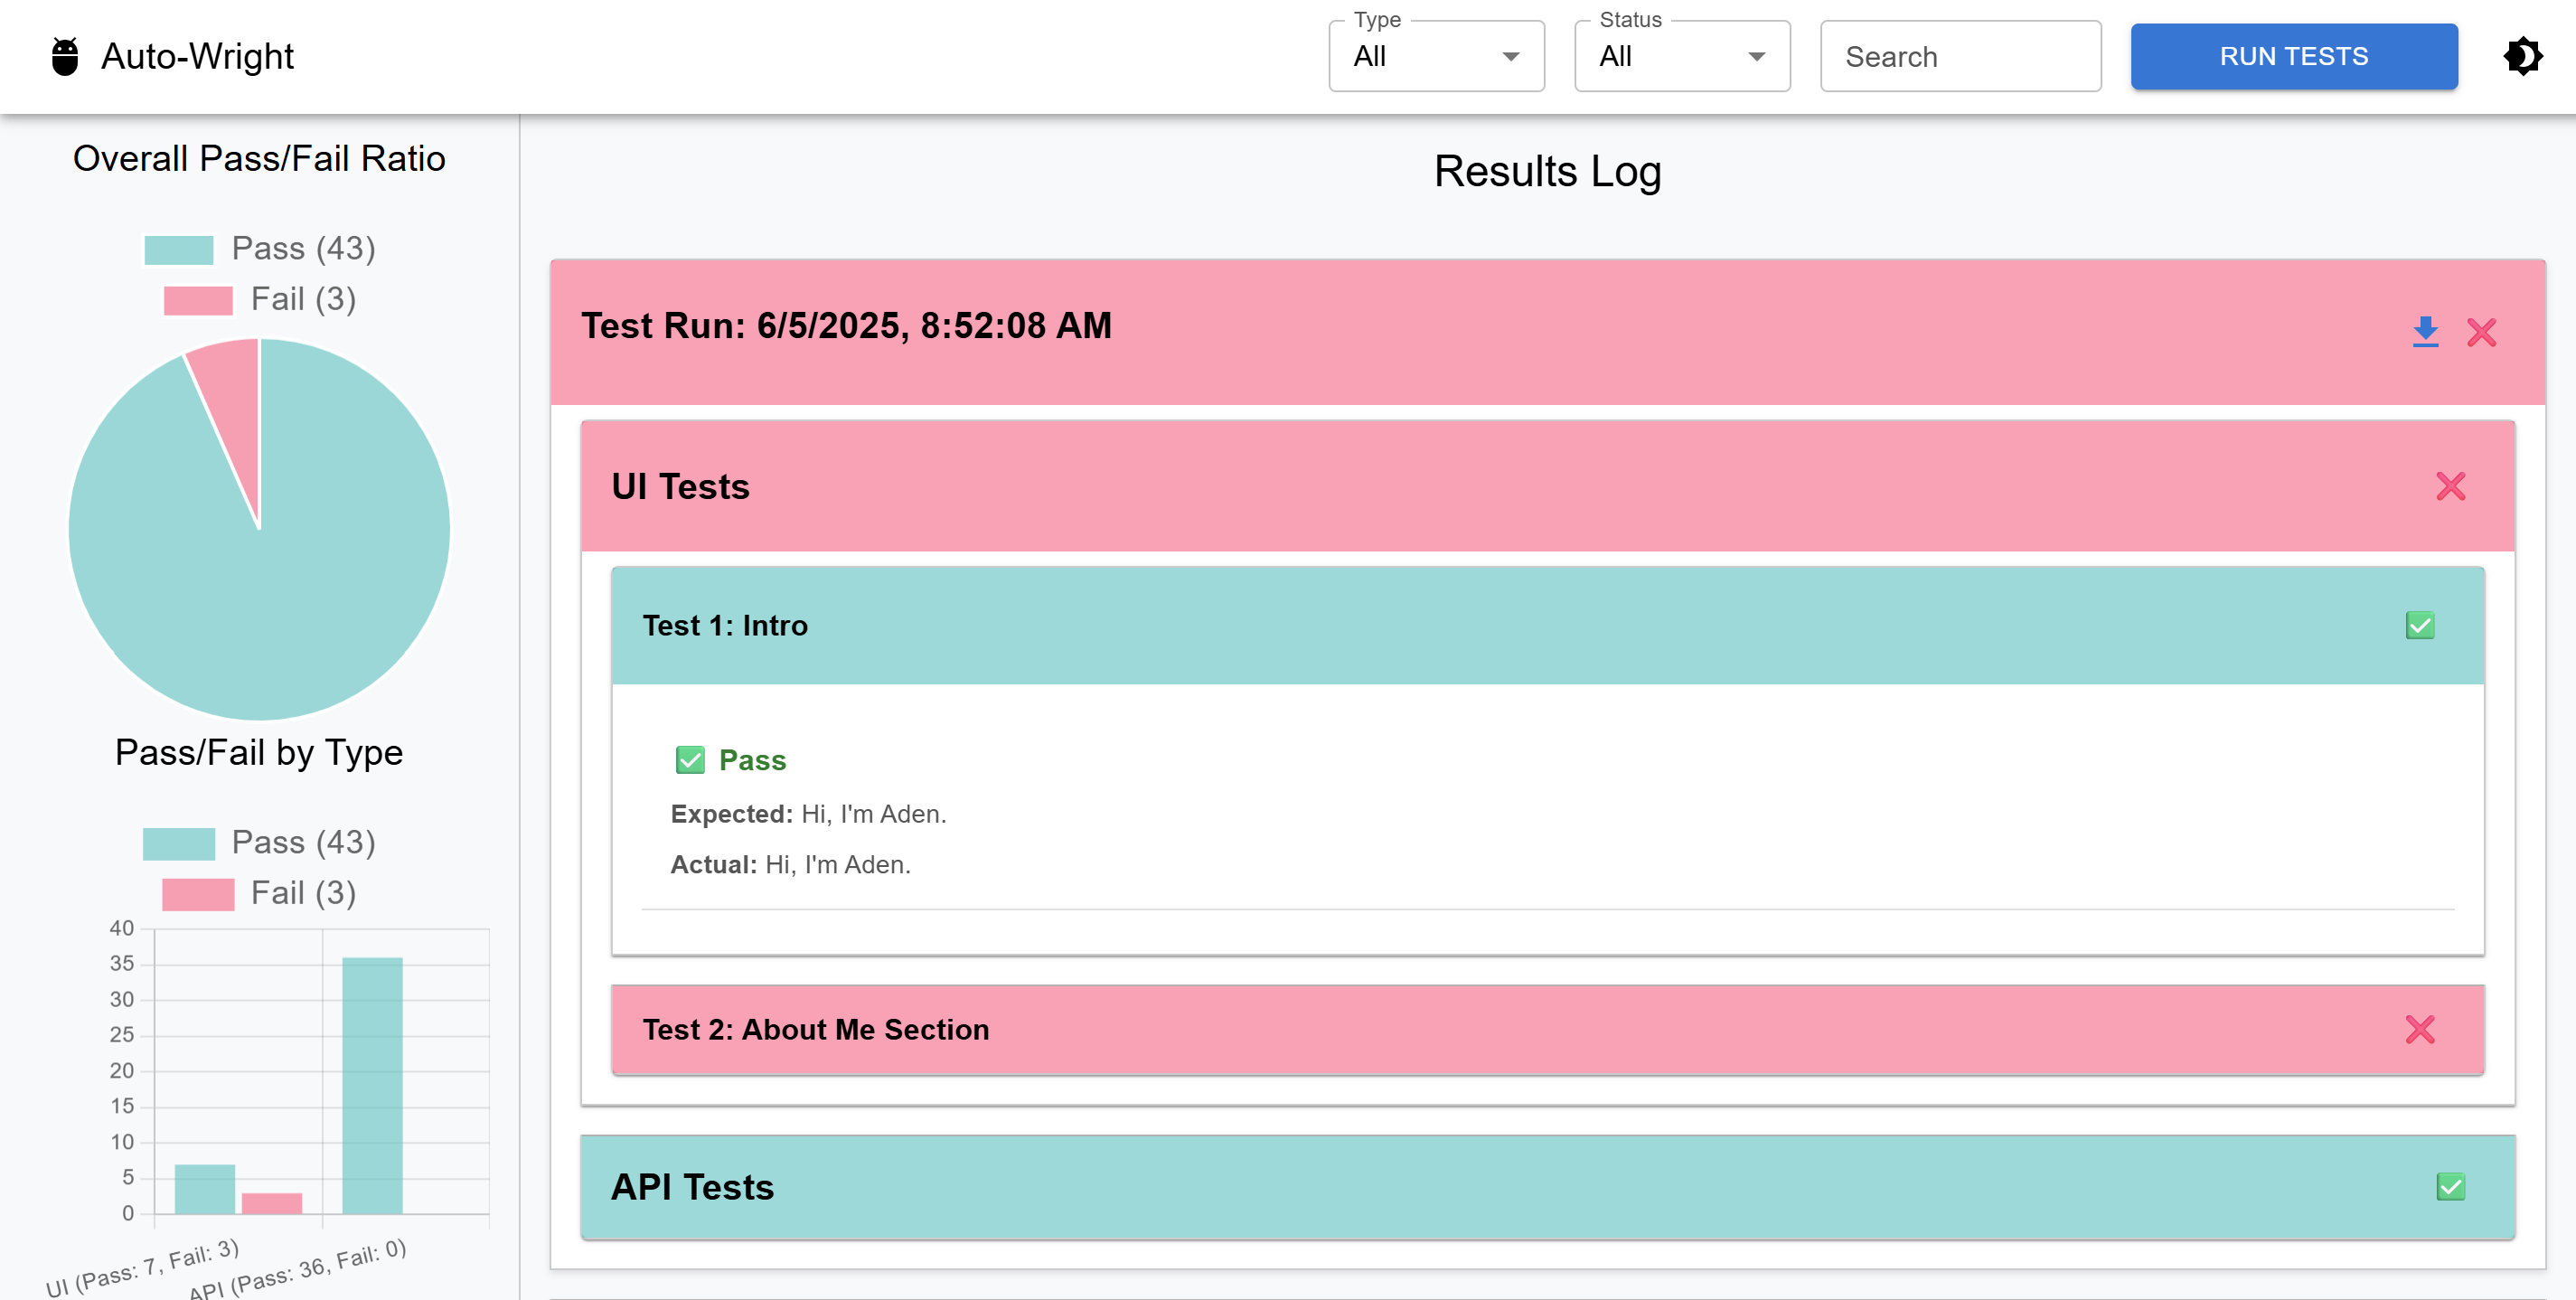 Auto-Wright
Type
All
Status
All
Search
RUN TESTS
Overall Pass/Fail Ratio
Pass (43)
Fail (3)
Pass/Fail by Type
Pass (43)
Fail (3)
40
35
30
25
20
15
10
5
0
UI (Pass: 7, Fail: 3)
API (Pass: 36, Fail: 0)
Results Log
Test Run: 6/5/2025, 8:52:08 AM
UI Tests
Test 1: Intro
Pass
Expected: Hi, I'm Aden.
Actual: Hi, I'm Aden.
Test 2: About Me Section
API Tests